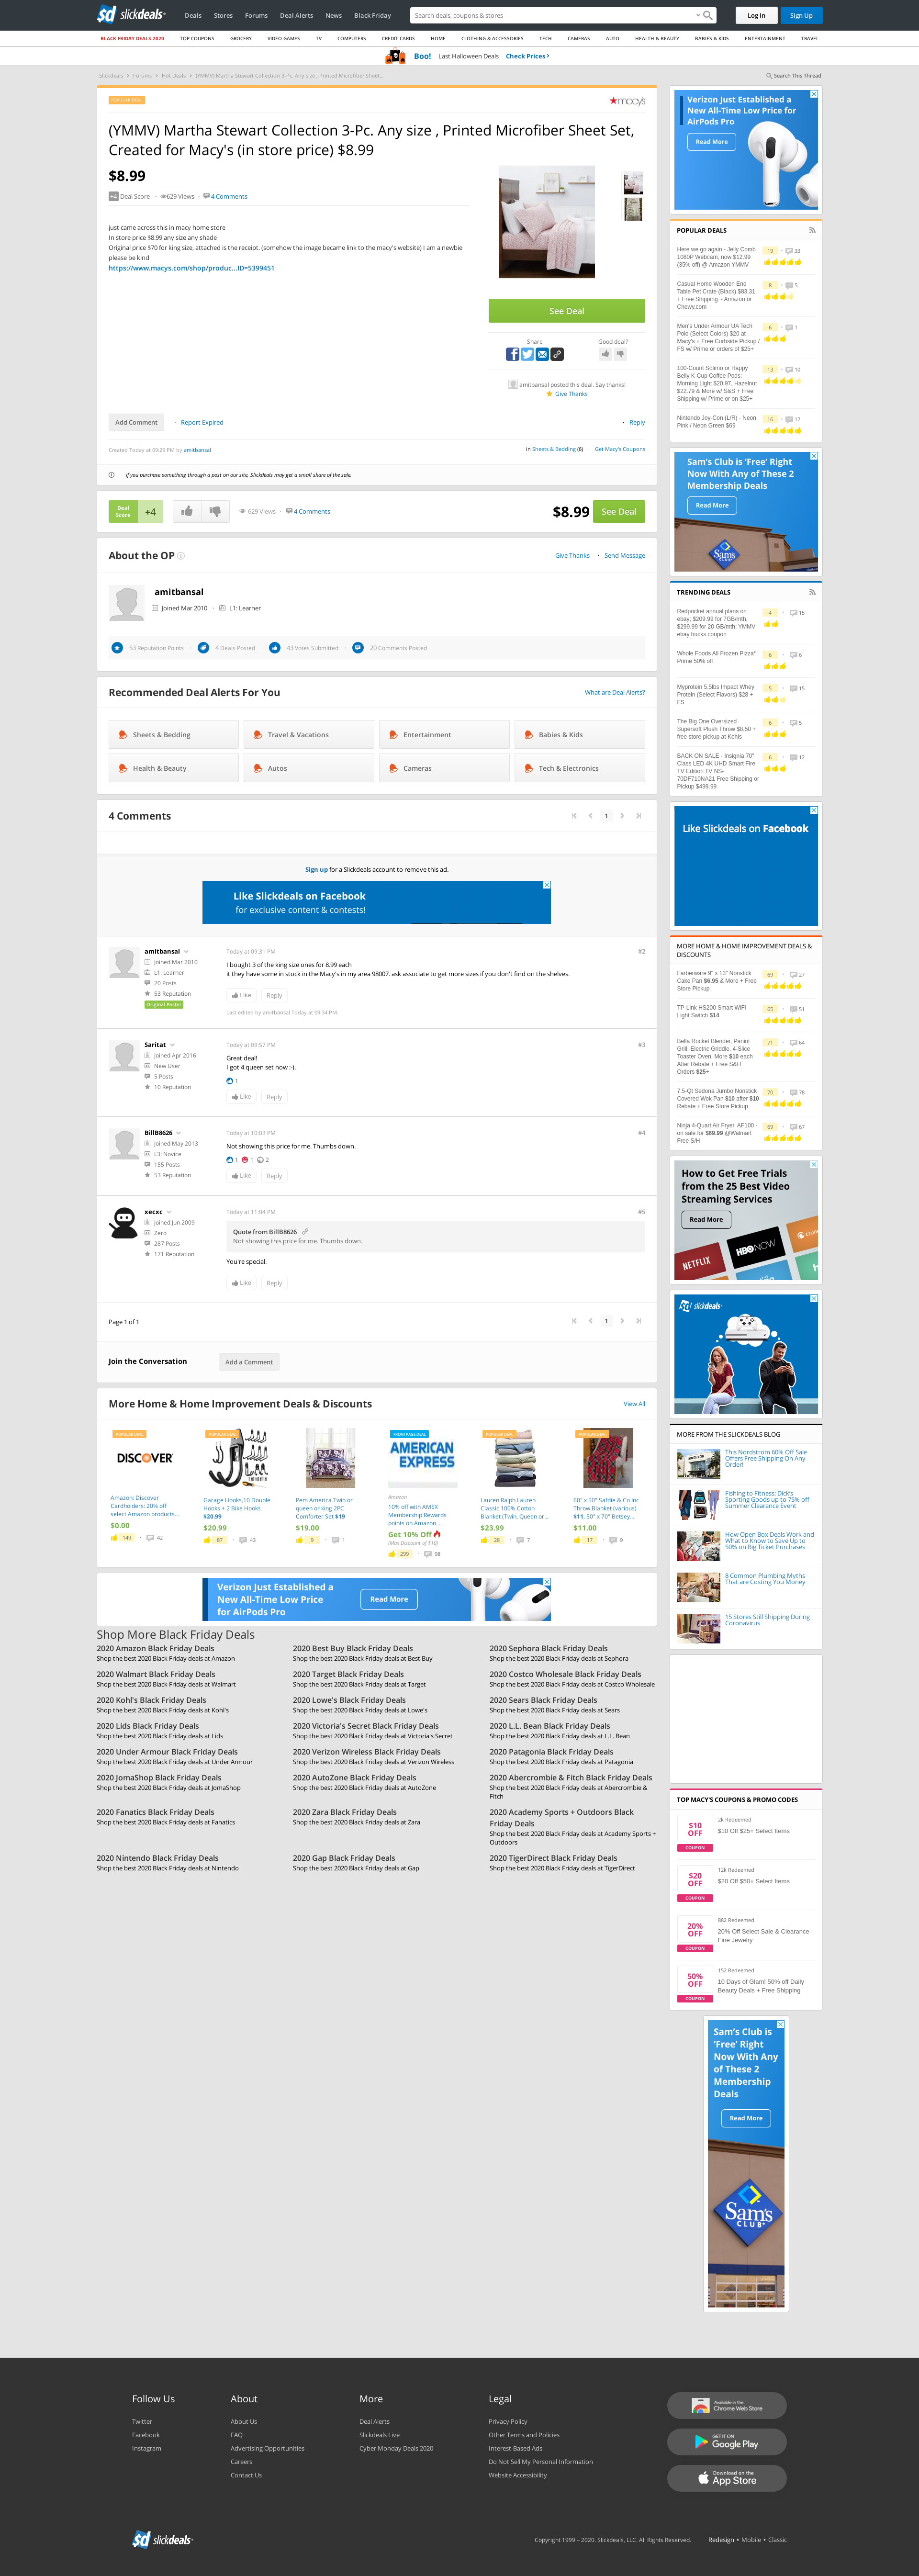 slickdeals
Deals
Stores
Forums
Deal Alerts
News
Black Friday
Search deals, coupons & stores
Log In
Sign Up
BLACK FRIDAY DEALS 2020
TOP COUPONS
GROCERY
VIDEO GAMES
TV
COMPUTERS
CREDIT CARDS
HOME
CLOTHING & ACCESSORIES
TECH
CAMERAS
AUTO
HEALTH & BEAUTY
BABIES & KIDS
ENTERTAINMENT
TRAVEL
Boo! Last Halloween Deals Check Prices
Slickdeals > Forums > Hot Deals > (YMMV) Martha Stewart Collection 3-Pc. Any size , Printed Microfiber Sheet...
Search This Thread
POPULAR DEAL
macys
(YMMV) Martha Stewart Collection 3-Pc. Any size , Printed Microfiber Sheet Set,
Created for Macy's (in store price) $8.99
$8.99
+4 Deal Score
629 Views
4 Comments
just came across this in macy home store
In store price $8.99 any size any shade
Original price $70 for king size, attached is the receipt. (somehow the image became link to the macy's website) I am a newbie
please be kind
https://www.macys.com/shop/produc...ID=5399451
See Deal
Share
Good deal?
amitbansal posted this deal. Say thanks!
Give Thanks
Add Comment
Report Expired
Reply
Created Today at 09:29 PM by amitbansal
in Sheets & Bedding (6)
Get Macy's Coupons
If you purchase something through a post on our site, Slickdeals may get a small share of the sale.
Deal
Score
+4
629 Views
4 Comments
$8.99
See Deal
About the OP
Give Thanks
Send Message
amitbansal
Joined Mar 2010
L1: Learner
53 Reputation Points
4 Deals Posted
43 Votes Submitted
20 Comments Posted
Recommended Deal Alerts For You
What are Deal Alerts?
Sheets & Bedding
Travel & Vacations
Entertainment
Babies & Kids
Health & Beauty
Autos
Cameras
Tech & Electronics
4 Comments
1
Sign up for a Slickdeals account to remove this ad.
Like Slickdeals on Facebook
for exclusive content & contests!
amitbansal
Joined Mar 2010
L1: Learner
20 Posts
53 Reputation
Original Poster
Today at 09:31 PM
#2
I bought 3 of the king size ones for 8.99 each
it they have some in stock in the Macy's in my area 98007. ask associate to get more sizes if you don't find on the shelves.
Like
Reply
Last edited by amitbansal Today at 09:34 PM.
Saritat
Joined Apr 2016
New User
5 Posts
10 Reputation
Today at 09:57 PM
#3
Great deal!
I got 4 queen set now :-).
1
Like
Reply
BillB8626
Joined May 2013
L3: Novice
155 Posts
53 Reputation
Today at 10:03 PM
#4
Not showing this price for me. Thumbs down.
1 1 2
Like
Reply
xecxc
Joined Jun 2009
Zero
287 Posts
171 Reputation
Today at 11:04 PM
#5
Quote from BillB8626
Not showing this price for me. Thumbs down.
You're special.
Like
Reply
Page 1 of 1
1
Join the Conversation
Add a Comment
More Home & Home Improvement Deals & Discounts
View All
POPULAR DEAL
DISCOVER
Amazon: Discover
Cardholders: 20% off
select Amazon products...
$0.00
149 42
POPULAR DEAL
Garage Hooks,10 Double
Hooks + 2 Bike Hooks
$20.99
$20.99
87 43
Pem America Twin or
queen or king 2PC
Comforter Set $19
$19.00
9 1
FRONTPAGE DEAL
AMERICAN
EXPRESS
Amazon
10% off with AMEX
Membership Rewards
points on Amazon....
Get 10% Off
(Max Discount of $10)
299 98
POPULAR DEAL
Lauren Ralph Lauren
Classic 100% Cotton
Blanket (Twin, Queen or...
$23.99
26 7
POPULAR DEAL
60" x 50" Safdie & Co Inc
Throw Blanket (various)
$11, 50" x 70" Betsey...
$11.00
17 9
Verizon Just Established a
New All-Time Low Price
for AirPods Pro
Read More
Shop More Black Friday Deals
2020 Amazon Black Friday Deals
Shop the best 2020 Black Friday deals at Amazon
2020 Best Buy Black Friday Deals
Shop the best 2020 Black Friday deals at Best Buy
2020 Sephora Black Friday Deals
Shop the best 2020 Black Friday deals at Sephora
2020 Walmart Black Friday Deals
Shop the best 2020 Black Friday deals at Walmart
2020 Target Black Friday Deals
Shop the best 2020 Black Friday deals at Target
2020 Costco Wholesale Black Friday Deals
Shop the best 2020 Black Friday deals at Costco Wholesale
2020 Kohl's Black Friday Deals
Shop the best 2020 Black Friday deals at Kohl's
2020 Lowe's Black Friday Deals
Shop the best 2020 Black Friday deals at Lowe's
2020 Sears Black Friday Deals
Shop the best 2020 Black Friday deals at Sears
2020 Lids Black Friday Deals
Shop the best 2020 Black Friday deals at Lids
2020 Victoria's Secret Black Friday Deals
Shop the best 2020 Black Friday deals at Victoria's Secret
2020 L.L. Bean Black Friday Deals
Shop the best 2020 Black Friday deals at L.L. Bean
2020 Under Armour Black Friday Deals
Shop the best 2020 Black Friday deals at Under Armour
2020 Verizon Wireless Black Friday Deals
Shop the best 2020 Black Friday deals at Verizon Wireless
2020 Patagonia Black Friday Deals
Shop the best 2020 Black Friday deals at Patagonia
2020 JomaShop Black Friday Deals
Shop the best 2020 Black Friday deals at JomaShop
2020 AutoZone Black Friday Deals
Shop the best 2020 Black Friday deals at AutoZone
2020 Abercrombie & Fitch Black Friday Deals
Shop the best 2020 Black Friday deals at Abercrombie &
Fitch
2020 Fanatics Black Friday Deals
Shop the best 2020 Black Friday deals at Fanatics
2020 Zara Black Friday Deals
Shop the best 2020 Black Friday deals at Zara
2020 Academy Sports + Outdoors Black
Friday Deals
Shop the best 2020 Black Friday deals at Academy Sports +
Outdoors
2020 Nintendo Black Friday Deals
Shop the best 2020 Black Friday deals at Nintendo
2020 Gap Black Friday Deals
Shop the best 2020 Black Friday deals at Gap
2020 TigerDirect Black Friday Deals
Shop the best 2020 Black Friday deals at TigerDirect
Verizon Just Established a
New All-Time Low Price for
AirPods Pro
Read More
POPULAR DEALS
Here we go again - Jelly Comb
1080P Webcam, now $12.99
(35% off) @ Amazon YMMV
19 33
Casual Home Wooden End
Table Pet Crate (Black) $83.31
+ Free Shipping ~ Amazon or
Chewy.com
8 5
Men's Under Armour UA Tech
Polo (Select Colors) $20 at
Macy's + Free Curbside Pickup /
FS w/ Prime or orders of $25+
6 1
100-Count Solimo or Happy
Belly K-Cup Coffee Pods:
Morning Light $20.97, Hazelnut
$22.79 & More w/ S&S + Free
Shipping w/ Prime or on $25+
13 10
Nintendo Joy-Con (L/R) - Neon
Pink / Neon Green $69
16 12
Sam's Club is 'Free' Right
Now With Any of These 2
Membership Deals
Read More
Sam's
CLUB
TRENDING DEALS
Redpocket annual plans on
ebay: $209.99 for 7GB/mth,
$299.99 for 20 GB/mth; YMMV
ebay bucks coupon
4 15
Whole Foods All Frozen Pizza*
Prime 50% off
6 6
Myprotein 5.5lbs Impact Whey
Protein (Select Flavors) $28 +
FS
5 15
The Big One Oversized
Supersoft Plush Throw $8.50 +
free store pickup at Kohls
6 5
BACK ON SALE - Insignia 70"
Class LED 4K UHD Smart Fire
TV Edition TV NS-
70DF710NA21 Free Shipping or
Pickup $499.99
6 12
Like Slickdeals on Facebook
MORE HOME & HOME IMPROVEMENT DEALS &
DISCOUNTS
Farberware 9" x 13" Nonstick
Cake Pan $6.95 & More + Free
Store Pickup
69 27
TP-Link HS200 Smart WiFi
Light Switch $14
65 51
Bella Rocket Blender, Panini
Grill, Electric Griddle, 4-Slice
Toaster Oven, More $10 each
After Rebate + Free S&H
Orders $25+
71 64
7.5-Qt Sedona Jumbo Nonstick
Covered Wok Pan $10 after $10
Rebate + Free Store Pickup
70 78
Ninja 4-Quart Air Fryer, AF100 -
on sale for $69.99 @Walmart
Free S/H
69 67
How to Get Free Trials
from the 25 Best Video
Streaming Services
Read More
NETFLIX
HBO NOW
slickdeals
MORE FROM THE SLICKDEALS BLOG
This Nordstrom 60% Off Sale
Offers Free Shipping On Any
Order!
Fishing to Fitness: Dick's
Sporting Goods up to 75% off
Summer Clearance Event
How Open Box Deals Work and
What to Know to Save Up to
50% on Big Ticket Purchases
8 Common Plumbing Myths
That are Costing You Money
15 Stores Still Shipping During
Coronavirus
TOP MACY'S COUPONS & PROMO CODES
$10
OFF
COUPON
2k Redeemed
$10 Off $25+ Select Items
$20
OFF
COUPON
12k Redeemed
$20 Off $50+ Select Items
20%
OFF
COUPON
882 Redeemed
20% Off Select Sale & Clearance
Fine Jewelry
50%
OFF
COUPON
152 Redeemed
10 Days of Glam! 50% off Daily
Beauty Deals + Free Shipping
Sam's Club is
'Free' Right
Now With Any
of These 2
Membership
Deals
Read More
Sam's
CLUB
Follow Us
Twitter
Facebook
Instagram
About
About Us
FAQ
Advertising Opportunities
Careers
Contact Us
More
Deal Alerts
Slickdeals Live
Cyber Monday Deals 2020
Legal
Privacy Policy
Other Terms and Policies
Interest-Based Ads
Do Not Sell My Personal Information
Website Accessibility
Available in the
Chrome Web Store
GET IT ON
Google Play
Download on the
App Store
slickdeals
Copyright 1999 - 2020. Slickdeals, LLC. All Rights Reserved.
Redesign • Mobile • Classic